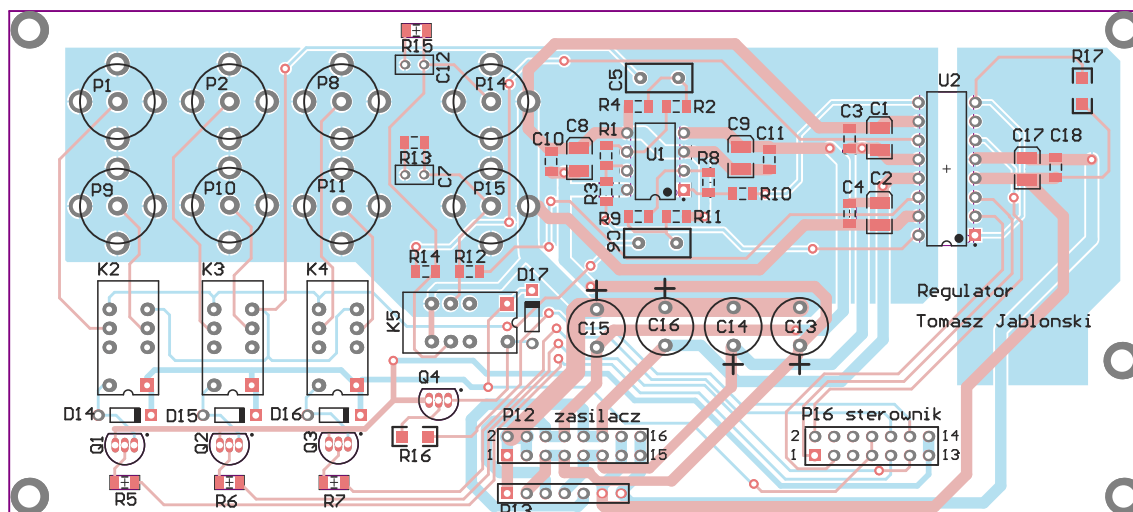 R15
C12
P1
P2
P8
P14
C5
R4
R2
R17
U2
C3
C1
R13
C7
R1
C8
C10
U1
C9
C11
R8
C17
C18
P9
P10
P11
P15
R3
R10
C4
C2
R9
R11
C6
K2
K3
K4
R14
R12
D17
K5
Regulator
Tomasz Jablonski
C15
C16
C14
C13
Q4
D14
D15
D16
P12 zasilacz
P16 sterownik
2
16
1
15
2
14
1
13
Q1
Q2
Q3
R16
R5
R6
R7
P13